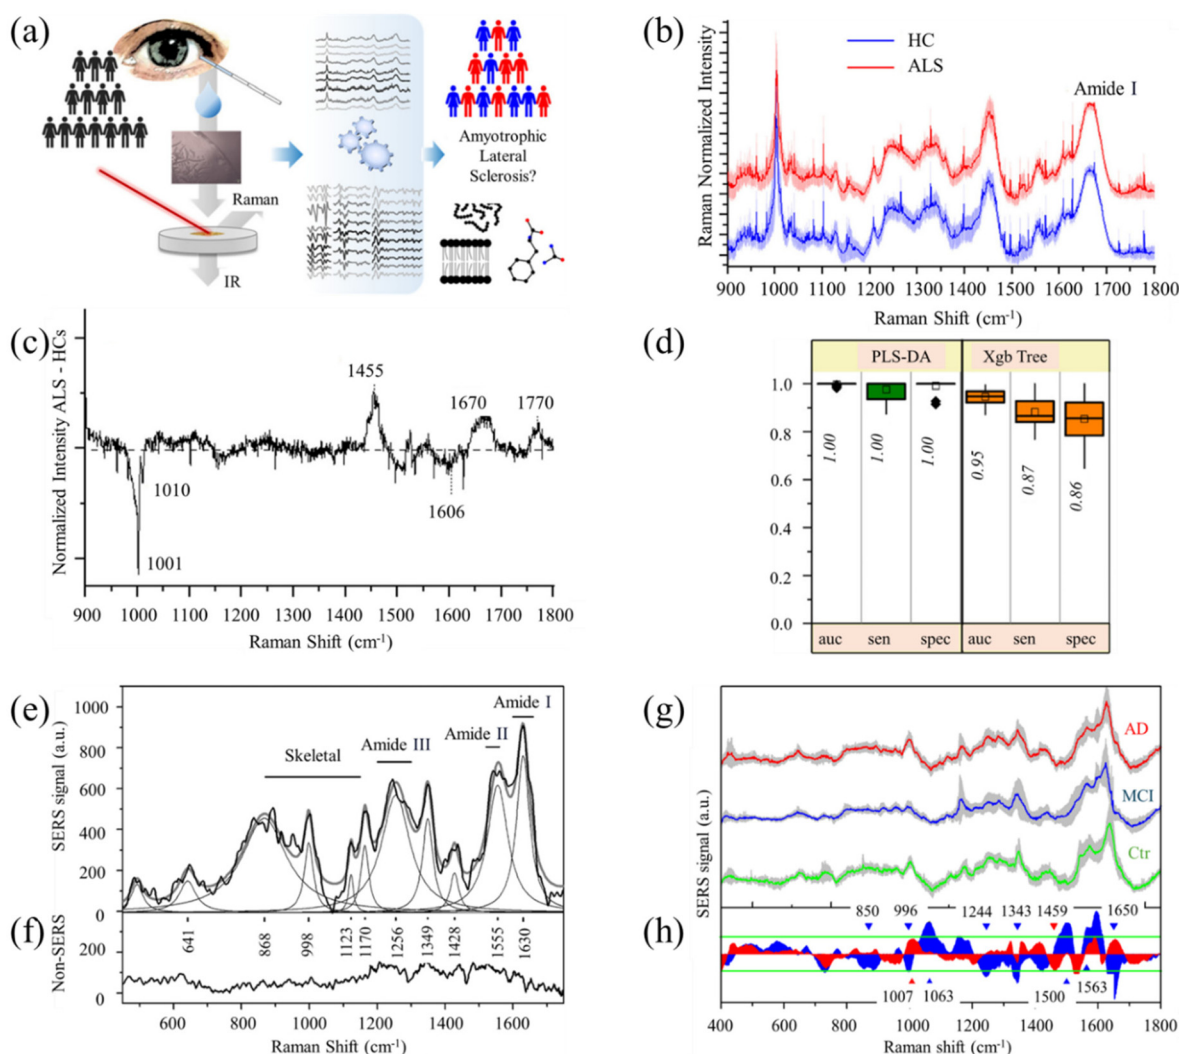 (a)
Raman
IR
Amyotrophic
Lateral
Sclerosis?
(b)
Raman Normalized Intensity
HC
ALS
Amide I
900 1000 1100 1200 1300 1400 1500 1600 1700 1800
Raman Shift (cm-1)
(c)
Normalized Intensity ALS - HCs
1455
1670
1770
1010
1606
1001
900 1000 1100 1200 1300 1400 1500 1600 1700 1800
Raman Shift (cm-1)
(d)
PLS-DA
Xgb Tree
1.0
0.8
0.6
0.4
0.2
0.0
1.00
1.00
1.00
0.95
0.87
0.86
auc sen spec auc sen spec
(e)
SERS signal (a.u.)
1000
800
600
400
200
0
Skeletal
Amide III
Amide II
Amide I
(f)
Non-SERS
200
0
641 868 998 1123 1170 1256 1349 1428 1555 1630
600 800 1000 1200 1400 1600
Raman Shift (cm-1)
(g)
SERS signal (a.u.)
AD
MCI
Ctr
(h)
850 996 1244 1343 1459 1650
1007 1063 1500 1563
400 600 800 1000 1200 1400 1600 1800
Raman shift (cm-1)